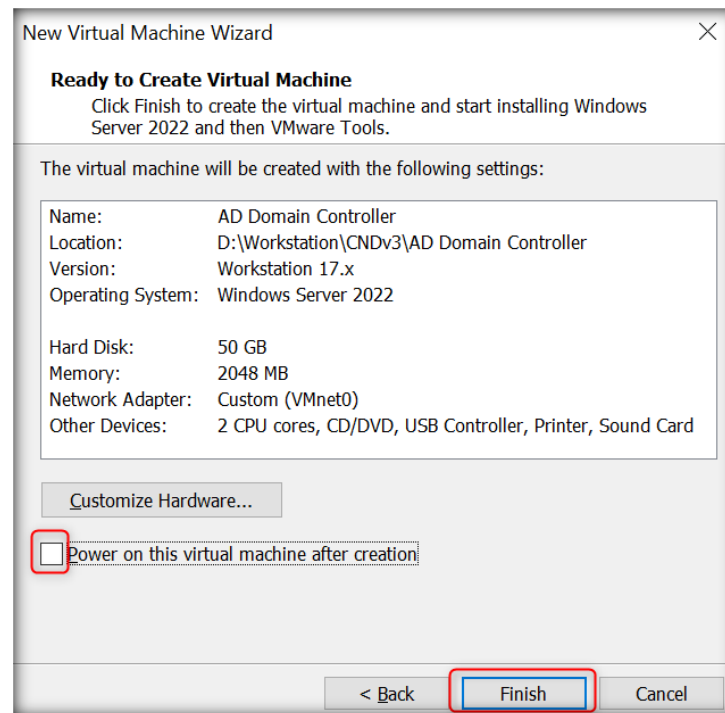 New Virtual Machine Wizard
Ready to Create Virtual Machine
Click Finish to create the virtual machine and start installing Windows
Server 2022 and then VMware Tools.
The virtual machine will be created with the following settings:
Name: AD Domain Controller
Location: D:\Workstation\CNDv3\AD Domain Controller
Version: Workstation 17.x
Operating System: Windows Server 2022
Hard Disk: 50 GB
Memory: 2048 MB
Network Adapter: Custom (VMnet0)
Other Devices: 2 CPU cores, CD/DVD, USB Controller, Printer, Sound Card
Customize Hardware...
Power on this virtual machine after creation
< Back Finish Cancel